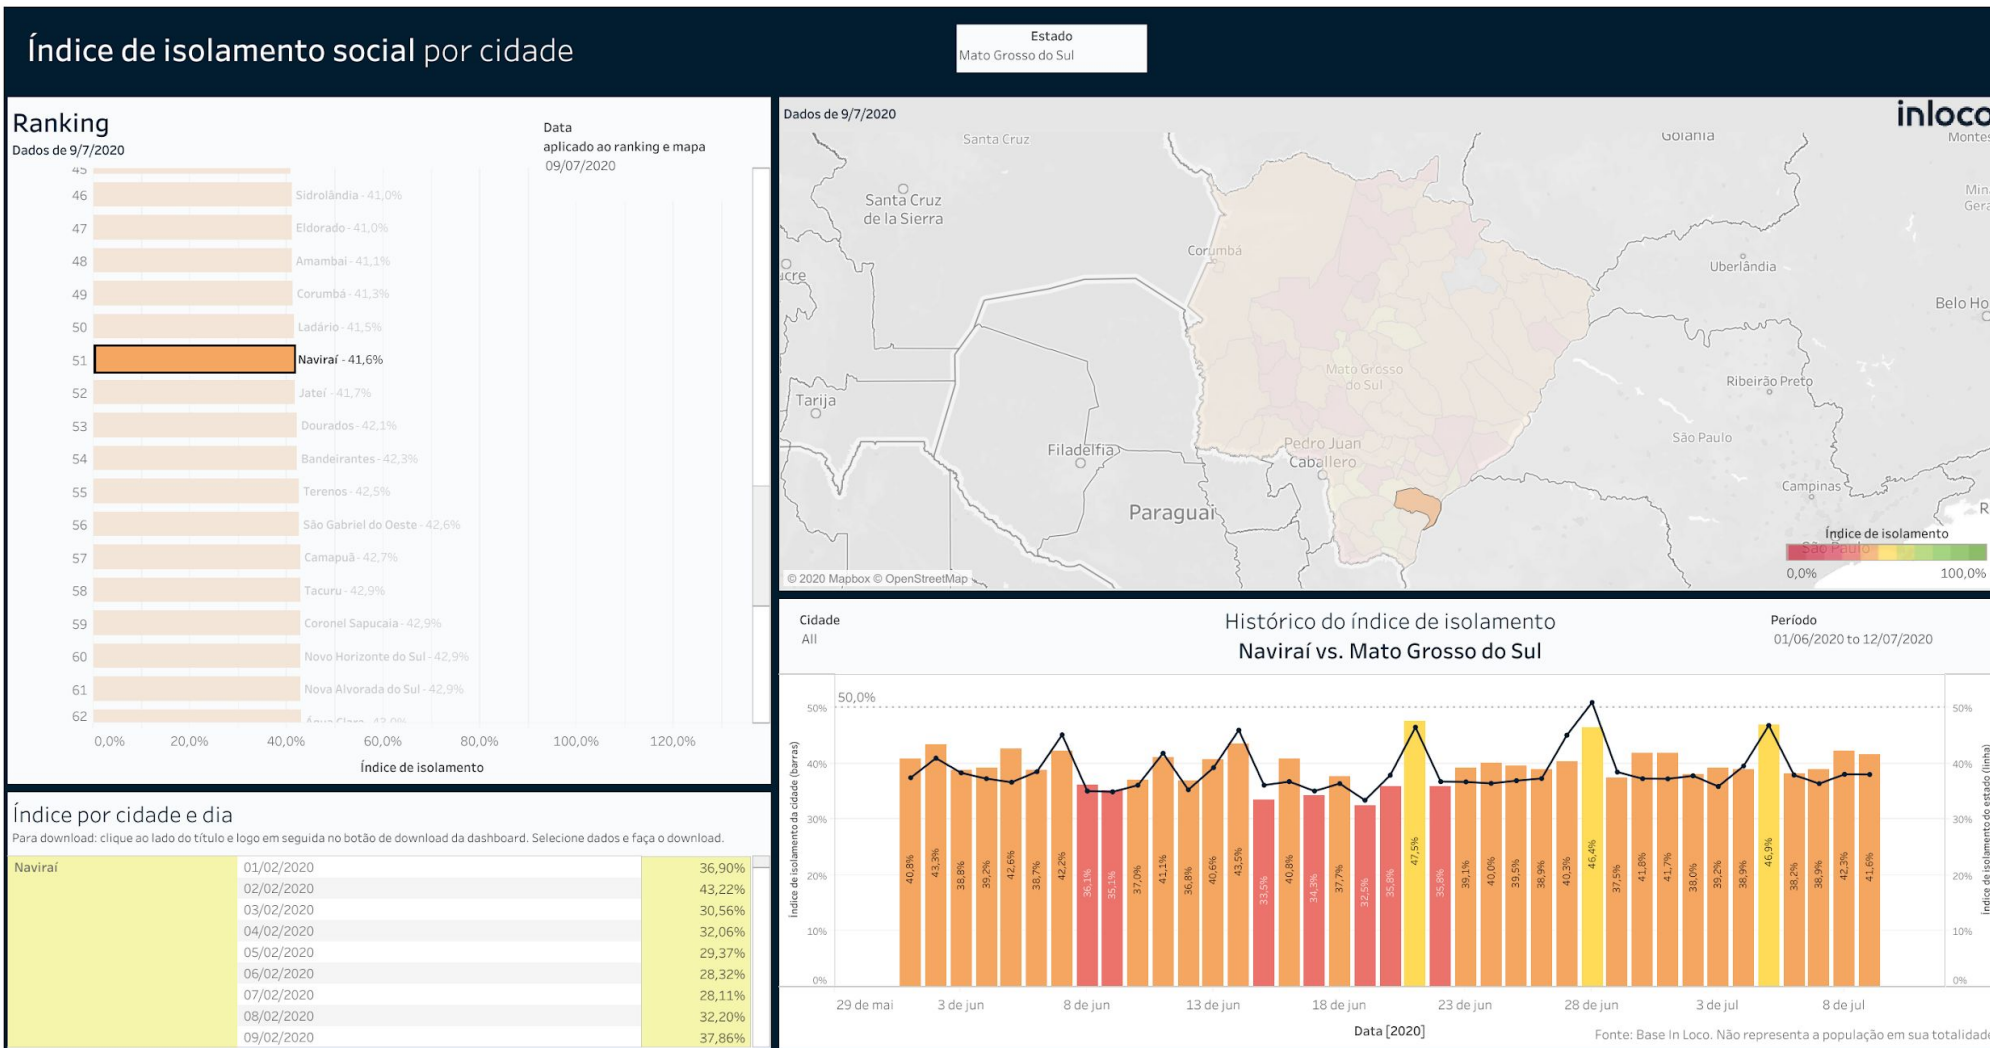 Índice de isolamento social por cidade
Estado
Mato Grosso do Sul
Ranking
Dados de 9/7/2020
Data
aplicado ao ranking e mapa
09/07/2020
45
46 Sidrolândia - 41,0%
47 Eldorado - 41,0%
48 Amambai - 41,1%
49 Corumbá - 41,3%
50 Ladário - 41,5%
51 Naviraí - 41,6%
52 Jateí - 41,7%
53 Dourados - 42,1%
54 Bandeirantes - 42,3%
55 Terenos - 42,5%
56 São Gabriel do Oeste - 42,6%
57 Camapuã - 42,7%
58 Tacuru - 42,9%
59 Coronel Sapucaia - 42,9%
60 Novo Horizonte do Sul - 42,9%
61 Nova Alvorada do Sul - 42,9%
62
0,0% 20,0% 40,0% 60,0% 80,0% 100,0% 120,0%
Índice de isolamento
Índice por cidade e dia
Para download: clique ao lado do título e logo em seguida no botão de download da dashboard. Selecione dados e faça o download.
Naviraí 01/02/2020 36,90%
02/02/2020 43,22%
03/02/2020 30,56%
04/02/2020 32,06%
05/02/2020 29,37%
06/02/2020 28,32%
07/02/2020 28,11%
08/02/2020 32,20%
09/02/2020 37,86%
Dados de 9/7/2020
inloco
Santa Cruz
Goiânia
Montes
Santa Cruz
de la Sierra
Min
Gera
Corumbá
ucre
Uberlândia
Belo Ho
Mato Grosso
do Sul
Ribeirão Preto
Tarija
São Paulo
Filadélfia
Pedro Juan
Caballero
Campinas
Paraguai
R
Índice de isolamento
São Paulo
0,0% 100,0%
© 2020 Mapbox © OpenStreetMap
Cidade
All
Histórico do índice de isolamento
Naviraí vs. Mato Grosso do Sul
Período
01/06/2020 to 12/07/2020
50,0%
50%
40%
30%
20%
10%
0%
Índice de isolamento da cidade (barras)
40,8% 43,3% 38,8% 39,2% 42,6% 38,7% 42,2% 36,1% 35,1% 37,0% 41,1% 36,8% 40,6% 43,5% 33,5% 40,8% 34,3% 37,7% 32,5% 35,8% 47,5% 35,8% 39,1% 40,0% 39,5% 38,9% 40,3% 46,4% 37,5% 41,8% 41,7% 38,0% 39,2% 38,9% 46,9% 38,2% 38,9% 42,3% 41,6%
50%
40%
30%
20%
10%
0%
Índice de isolamento do estado (linha)
29 de mai 3 de jun 8 de jun 13 de jun 18 de jun 23 de jun 28 de jun 3 de jul 8 de jul
Data [2020]
Fonte: Base In Loco. Não representa a população em sua totalidade